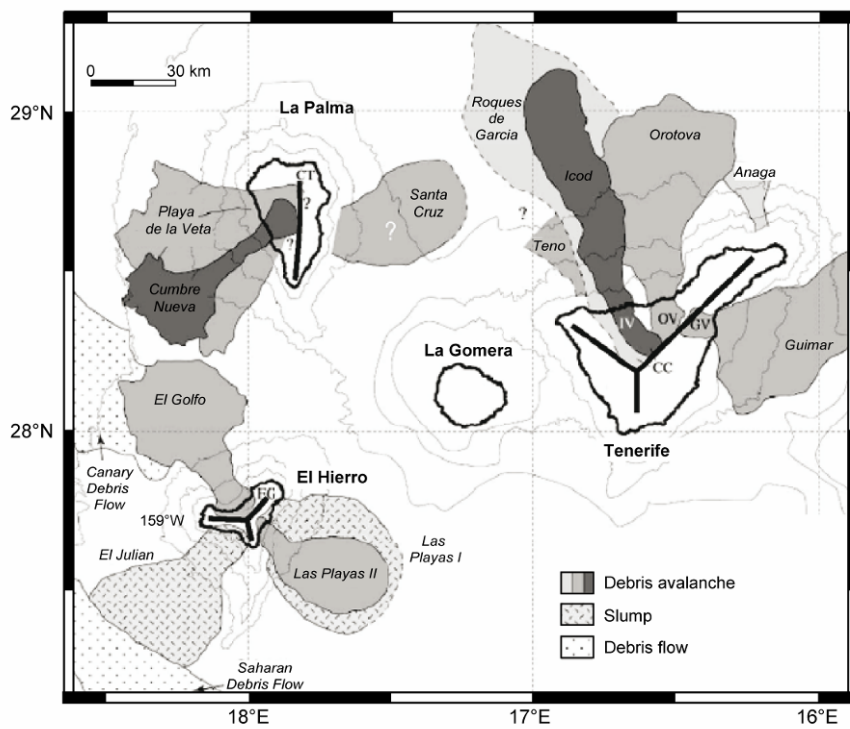 0 30 km
29°N
28°N
La Palma
CT
?
?
Playa
de la Veta
Cumbre
Nueva
Santa
Cruz
?
Roques
de
Garcia
Icod
Orotova
Anaga
?
Teno
IV
OV
GV
CC
Guimar
La Gomera
Tenerife
El Golfo
Canary
Debris
Flow
El Hierro
EG
159°W
El Julian
Las
Playas I
Las Playas II
Saharan
Debris Flow
Debris avalanche
Slump
Debris flow
18°E
17°E
16°E